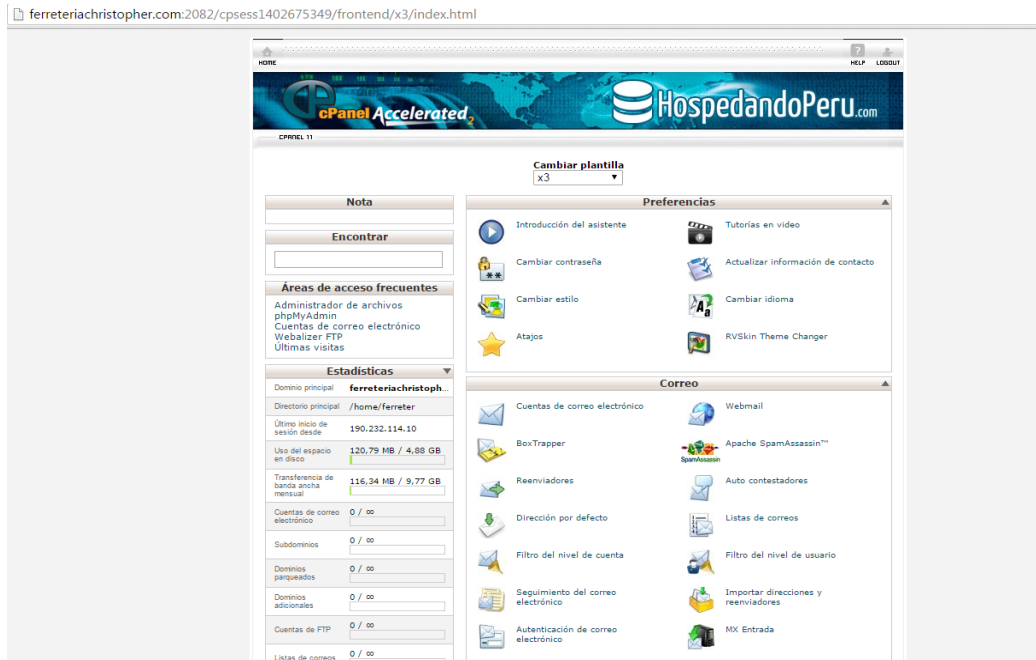 ferreteriachristopher.com:2082/cpsess1402675349/frontend/x3/index.html
HOME
HELP
LOGOUT
cPanel Accelerated2
HospedandoPeru.com
CPANEL 11
Cambiar plantilla
x3
Nota
Encontrar
Áreas de acceso frecuentes
Administrador de archivos
phpMyAdmin
Cuentas de correo electrónico
Webalizer FTP
Últimas visitas
Estadísticas
Dominio principal ferreteriachristoph...
Directorio principal /home/ferreter
Último inicio de
sesión desde
190.232.114.10
Uso del espacio
en disco
120,79 MB / 4,88 GB
Transferencia de
banda ancha
mensual
116,34 MB / 9,77 GB
Cuentas de correo
electrónico
0 / ∞
Subdominios
0 / ∞
Dominios
parqueados
0 / ∞
Dominios
adicionales
0 / ∞
Cuentas de FTP
0 / ∞
Listas de correos
0 / ∞
Preferencias
Introducción del asistente
Tutorías en video
Cambiar contraseña
Actualizar información de contacto
Cambiar estilo
Cambiar idioma
Atajos
RVSkin Theme Changer
Correo
Cuentas de correo electrónico
Webmail
BoxTrapper
SpamAssassin
Apache SpamAssassin™
Reenviadores
Auto contestadores
Dirección por defecto
Listas de correos
Filtro del nivel de cuenta
Filtro del nivel de usuario
Seguimiento del correo
electrónico
Importar direcciones y
reenviadores
Autenticación de correo
electrónico
MX Entrada